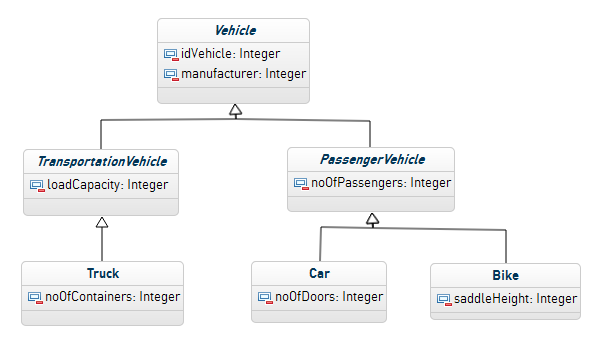 Vehicle
idVehicle: Integer
manufacturer: Integer
TransportationVehicle
loadCapacity: Integer
PassengerVehicle
noOfPassengers: Integer
Truck
noOfContainers: Integer
Car
noOfDoors: Integer
Bike
saddleHeight: Integer